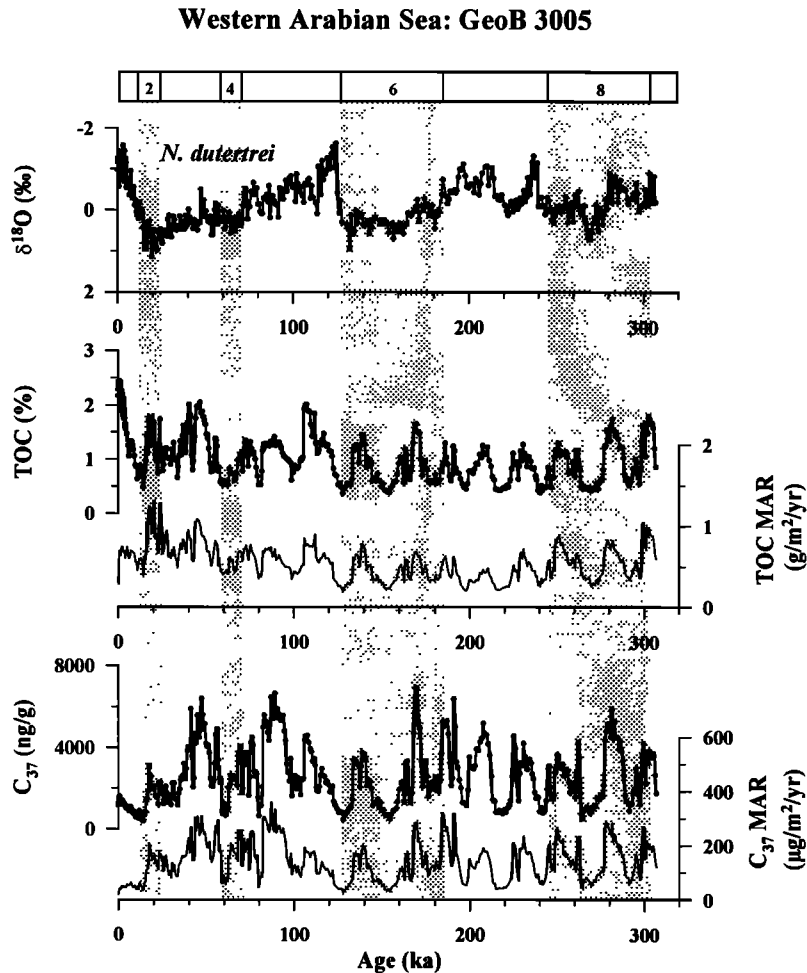 Western Arabian Sea: GeoB 3005
2 4 6 8
-2
N. dutertrei
δ¹⁸O (‰)
0
2
0 100 200 300
3
TOC (%)
2
1
0
2
TOC MAR
(g/m²/yr)
1
0
0 100 200 300
8000
C₃₇ (ng/g)
4000
0
600
C₃₇ MAR
(µg/m²/yr)
400
200
0
0 100 200 300
Age (ka)